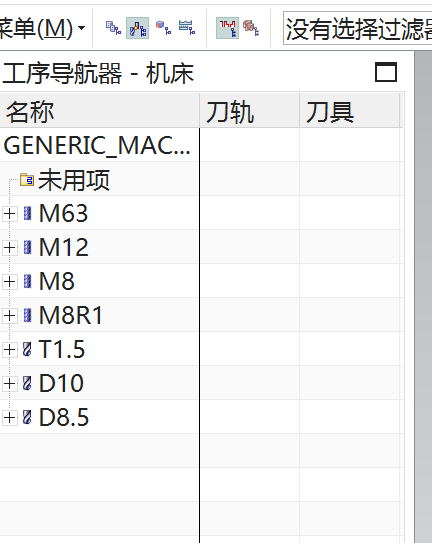 菜单(M)
没有选择过滤器
工序导航器 - 机床
名称 刀轨 刀具
GENERIC_MAC...
未用项
M63
M12
M8
M8R1
T1.5
D10
D8.5